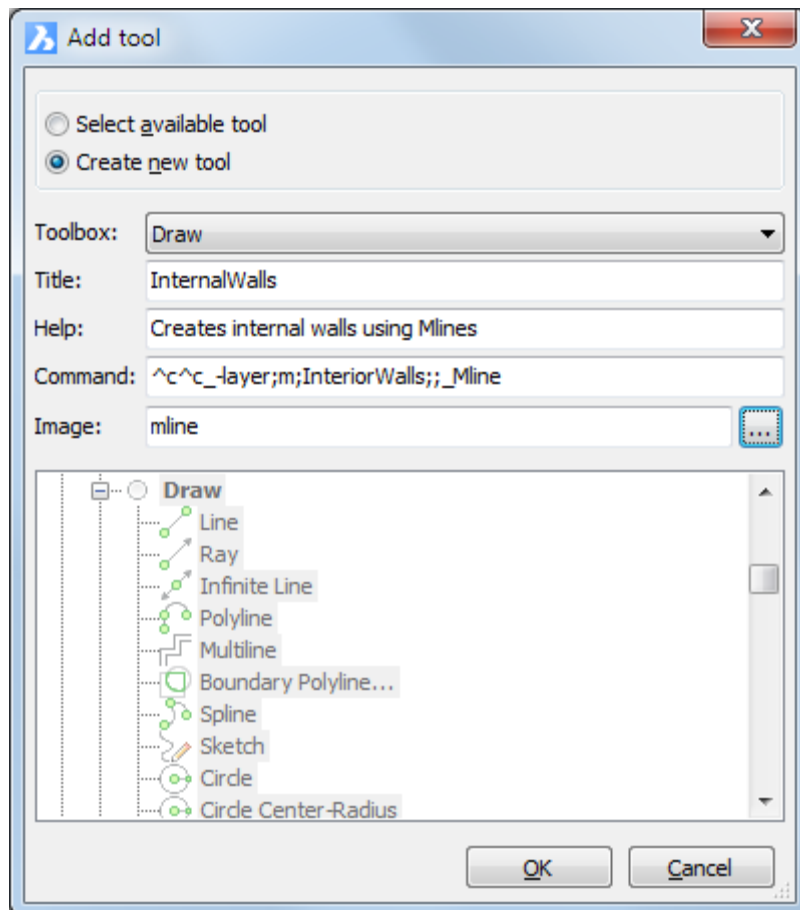 Add tool
Select available tool
Create new tool
Toolbox: Draw
Title: InternalWalls
Help: Creates internal walls using Mlines
Command: ^c^c_-layer;m;InteriorWalls;;_Mline
Image: mline ...
Draw
Line
Ray
Infinite Line
Polyline
Multiline
Boundary Polyline...
Spline
Sketch
Circle
Circle Center-Radius
OK Cancel